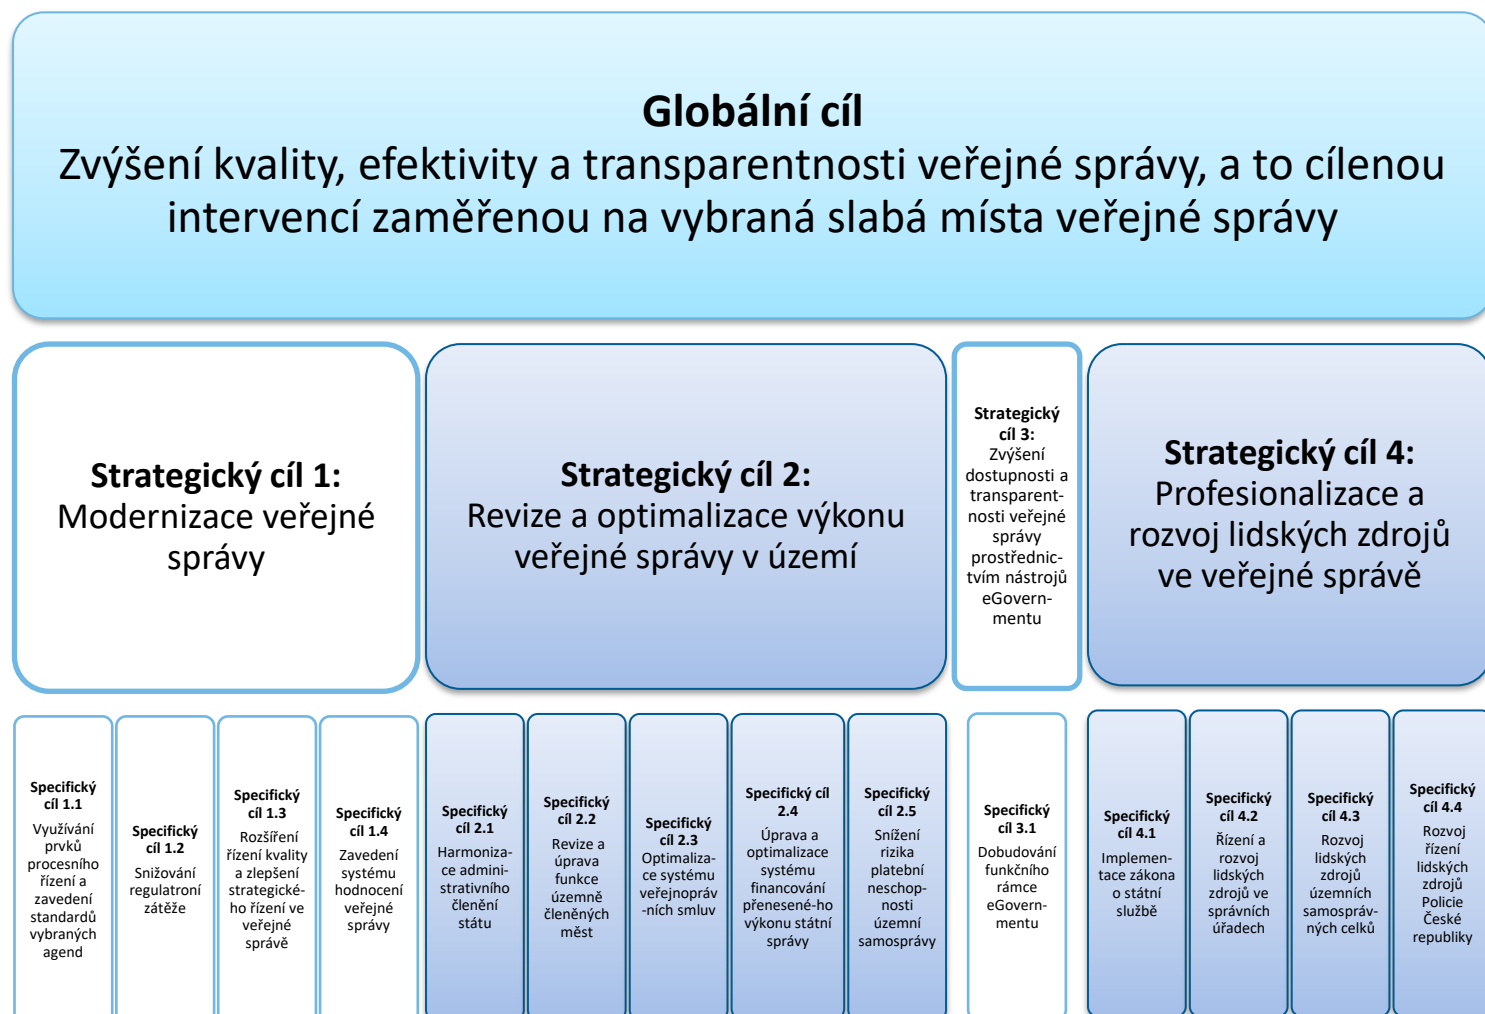 Globální cíl
Zvýšení kvality, efektivity a transparentnosti veřejné správy, a to cílenou
intervencí zaměřenou na vybraná slabá místa veřejné správy
Strategický cíl 1:
Modernizace veřejné
správy
Strategický cíl 2:
Revize a optimalizace výkonu
veřejné správy v území
Strategický
cíl 3:
Zvýšení
dostupnosti a
transparent-
nosti veřejné
správy
prostřednic-
tvím nástrojů
eGovern-
mentu
Strategický cíl 4:
Profesionalizace a
rozvoj lidských zdrojů
ve veřejné správě
Specifický
cíl 1.1
Využívání
prvků
procesního
řízení a
zavedení
standardů
vybraných
agend
Specifický
cíl 1.2
Snižování
regulatroní
zátěže
Specifický
cíl 1.3
Rozšíření
řízení kvality
a zlepšení
strategické-
ho řízení ve
veřejné
správě
Specifický
cíl 1.4
Zavedení
systému
hodnocení
veřejné
správy
Specifický
cíl 2.1
Harmoniza-
ce admini-
strativního
členění
státu
Specifický
cíl 2.2
Revize a
úprava
funkce
územně
členěných
měst
Specifický
cíl 2.3
Optimaliza-
ce systému
veřejnopráv
-ních smluv
Specifický cíl
2.4
Úprava a
optimalizace
systému
financování
přenesené-ho
výkonu státní
správy
Specifický
cíl 2.5
Snížení
rizika
platební
neschop-
nosti
územní
samosprávy
Specifický
cíl 3.1
Dobudování
funkčního
rámce
eGovern-
mentu
Specifický
cíl 4.1
Implemen-
tace zákona
o státní
službě
Specifický
cíl 4.2
Řízení a
rozvoj
lidských
zdrojů ve
správních
úřadech
Specifický
cíl 4.3
Rozvoj
lidských
zdrojů
územních
samospráv-
ných celků
Specifický
cíl 4.4
Rozvoj
řízení
lidských
zdrojů
Policie
České
republiky